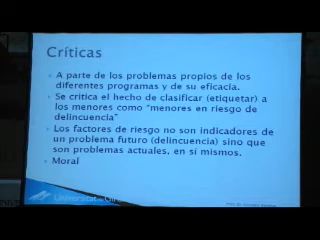 Críticas
A parte de los problemas propios de los
diferentes programas y de su eficacia.
Se critica el hecho de clasificar (etiquetar) a
los menores como “menores en riesgo de
delincuencia”
Los factores de riesgo no son indicadores de
un problema futuro (delincuencia) sino que
son problemas actuales, en sí mismos.
Moral
Universitat